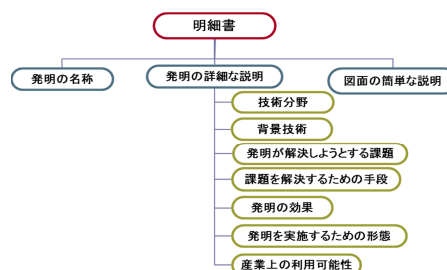 明細書
発明の名称
発明の詳細な説明
図面の簡単な説明
技術分野
背景技術
発明が解決しようとする課題
課題を解決するための手段
発明の効果
発明を実施するための形態
産業上の利用可能性